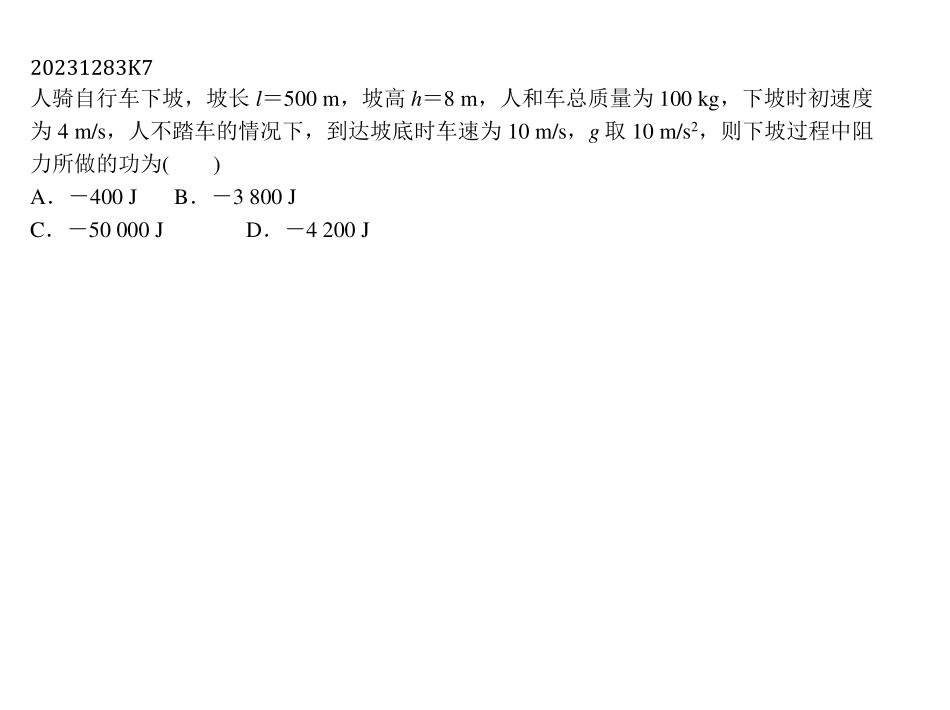 20231283K7
人骑自行车下坡，坡长 l＝500 m，坡高 h＝8 m，人和车总质量为 100 kg，下坡时初速度
为 4 m/s，人不踏车的情况下，到达坡底时车速为 10 m/s，g 取 10 m/s²，则下坡过程中阻
力所做的功为(　　)
A．－400 J　B．－3 800 J
C．－50 000 J　　　D．－4 200 J